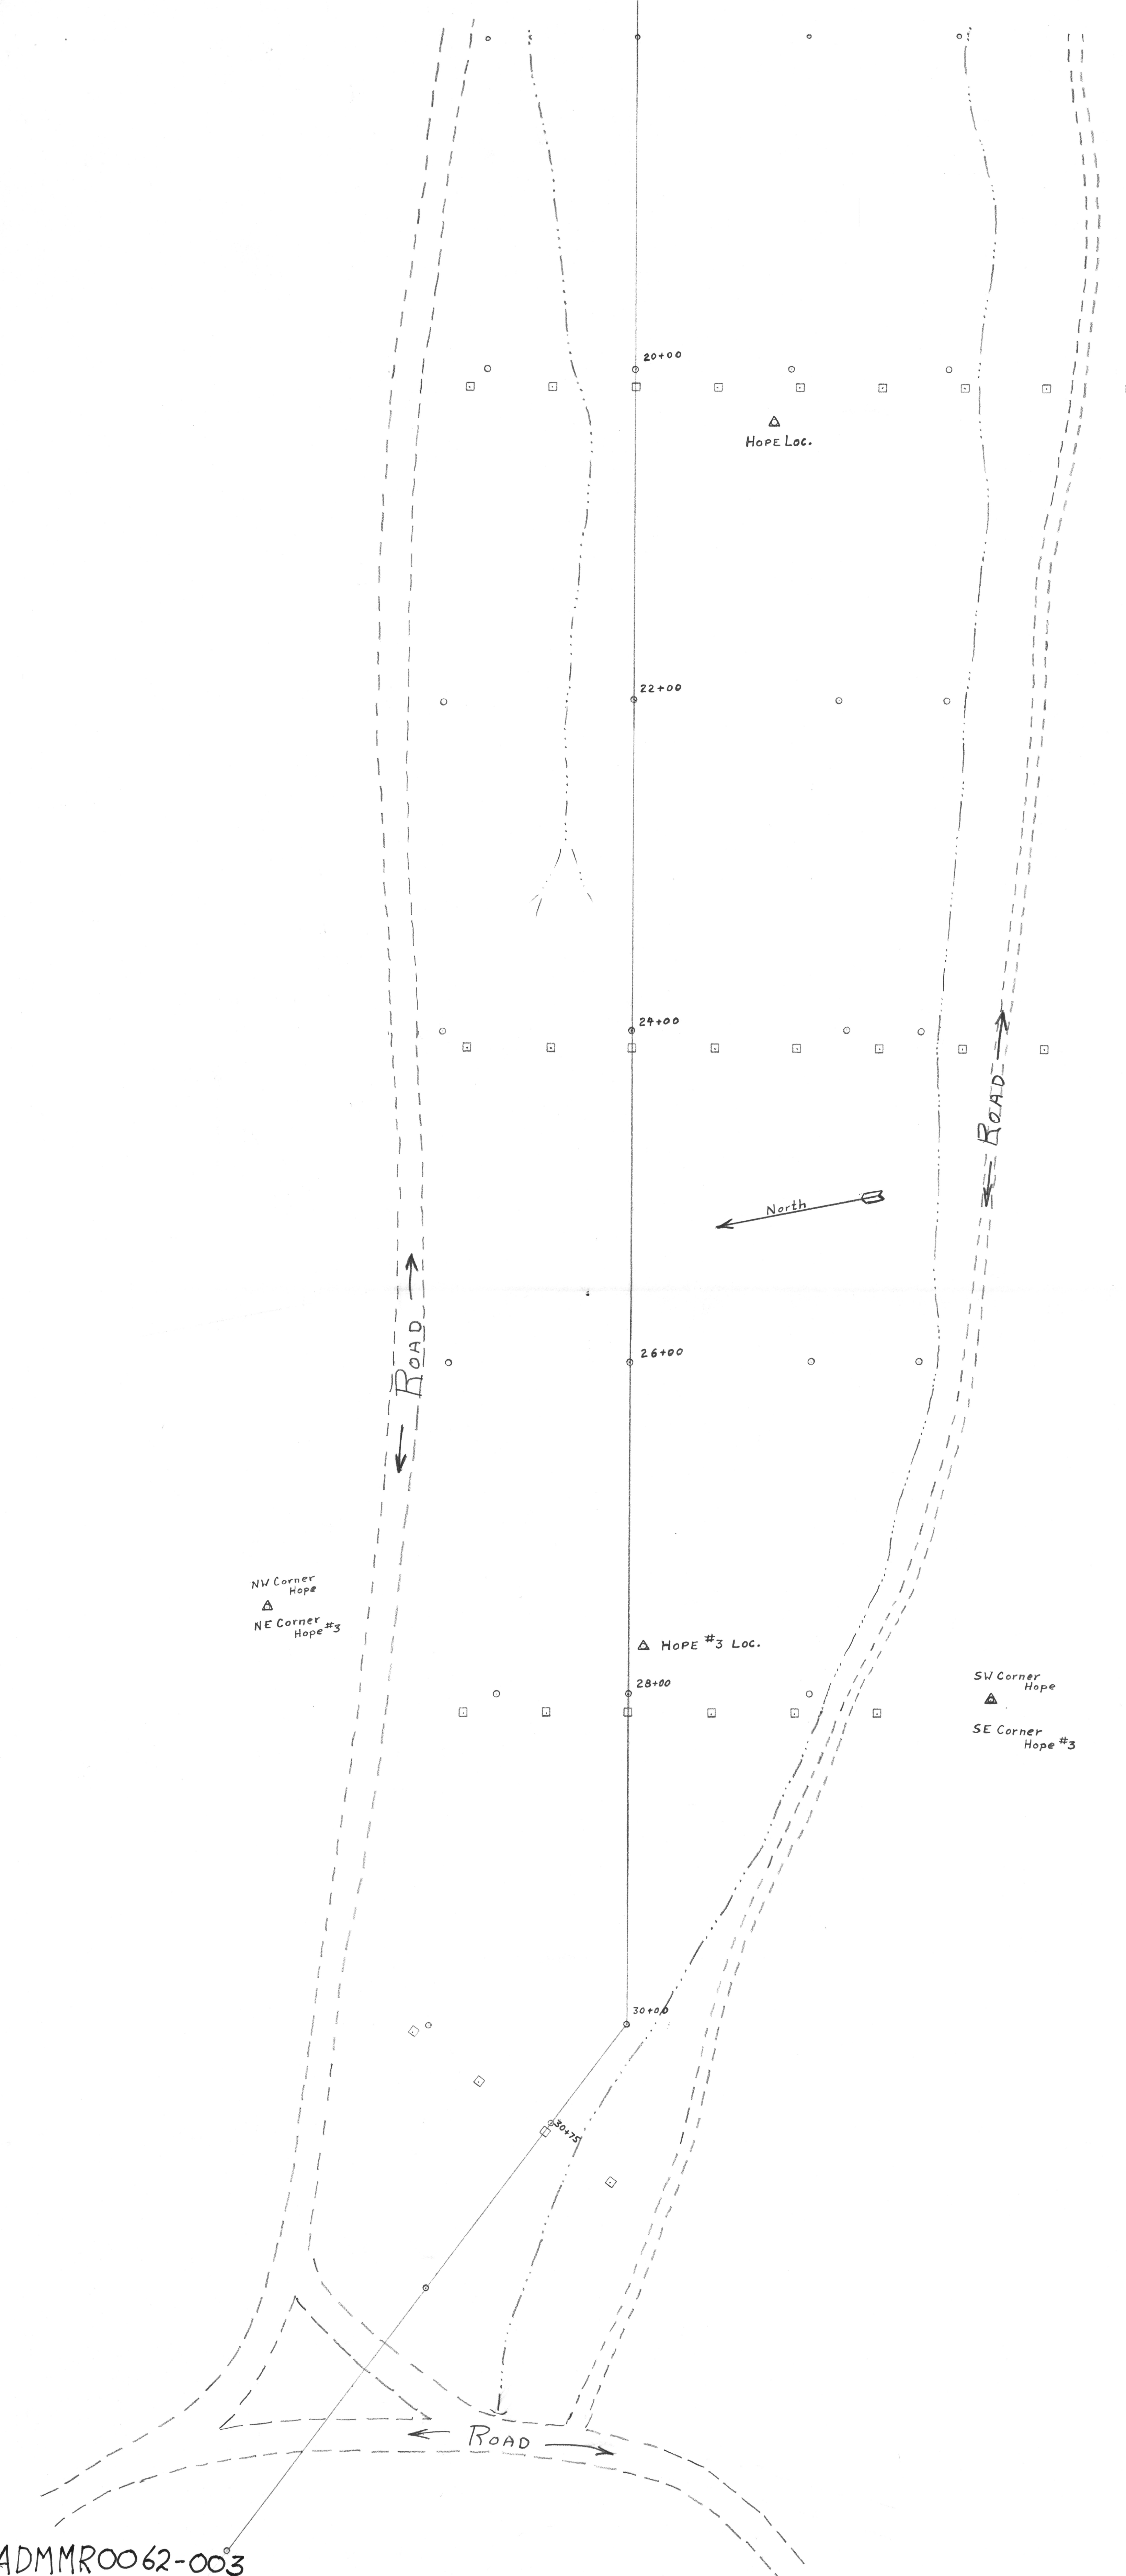 20+00
HOPE LOC.
22+00
24+00
ROAD
North
ROAD
26+00
NW Corner
Hope
NE Corner
Hope #3
HOPE #3 LOC.
28+00
SW Corner
Hope
SE Corner
Hope #3
30+00
30+75
ROAD
ADMMR0062-003